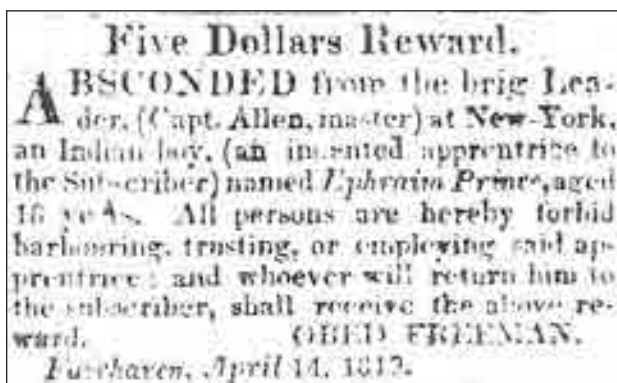 Five Dollars Reward.
ABSCONDED from the brig Lea-
der, (Capt. Allen, master) at New-York,
an Indian boy, (an indented apprentrice to
the Subscriber) named Ephraim Prince, aged
years. All persons are hereby forbid
harbouring, trusting, or employing said ap-
prentrice; and whoever will return him to
the subscriber, shall receive the above re-
ward. OBED FREEMAN.
Fairhaven, April 14, 1812.